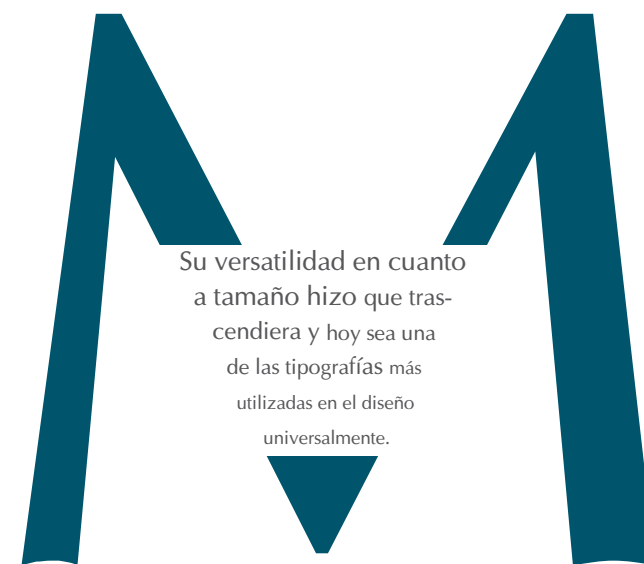 Su versatilidad en cuanto
a tamaño hizo que tras-
cendiera y hoy sea una
de las tipografías más
utilizadas en el diseño
universalmente.